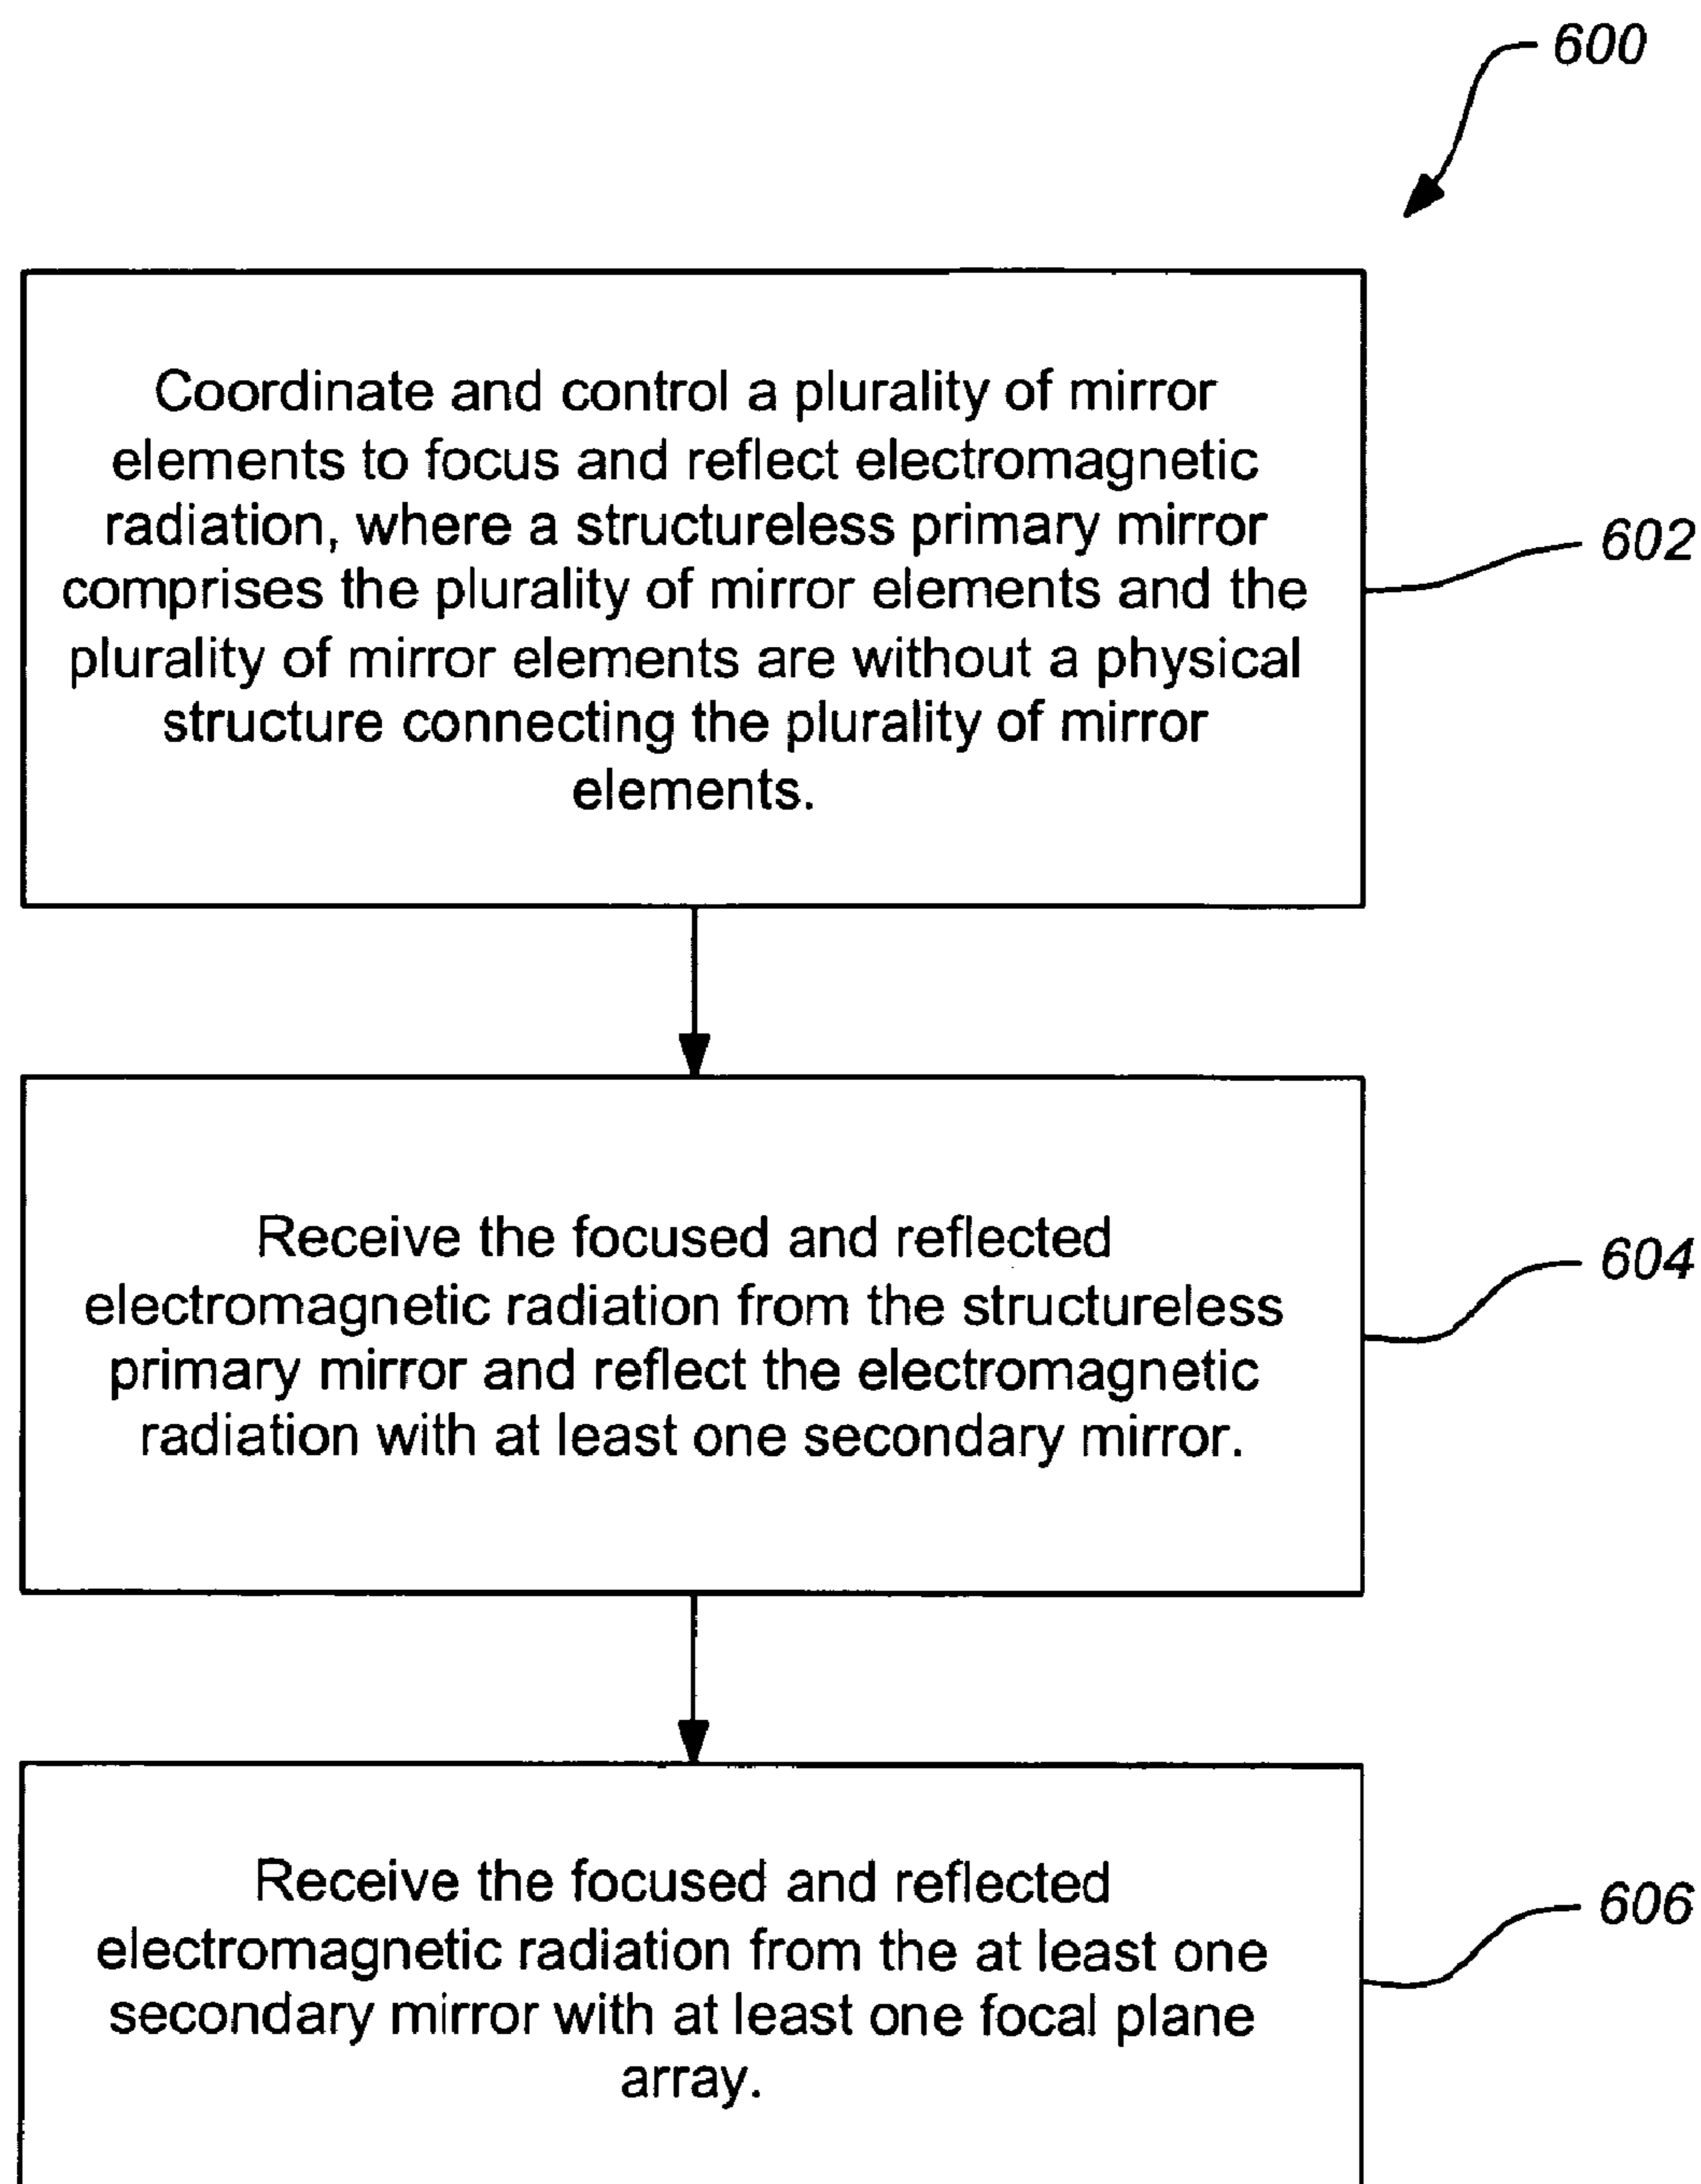 600
Coordinate and control a plurality of mirror
elements to focus and reflect electromagnetic
radiation, where a structureless primary mirror
comprises the plurality of mirror elements and the
plurality of mirror elements are without a physical
structure connecting the plurality of mirror
elements.
602
Receive the focused and reflected
electromagnetic radiation from the structureless
primary mirror and reflect the electromagnetic
radiation with at least one secondary mirror.
604
Receive the focused and reflected
electromagnetic radiation from the at least one
secondary mirror with at least one focal plane
array.
606